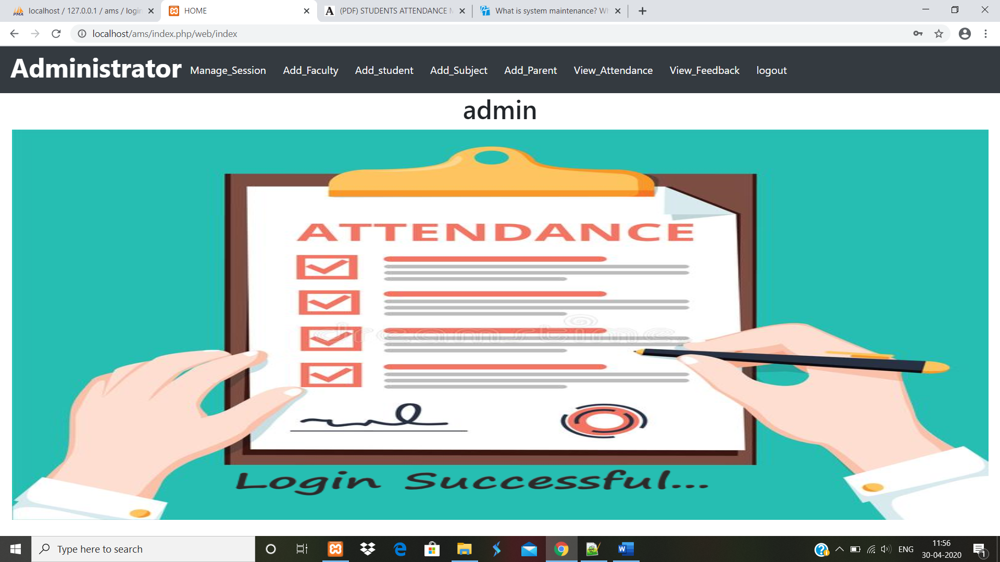 localhost / 127.0.0.1 / ams / login
HOME
(PDF) STUDENTS ATTENDANCE M
What is system maintenance? Wh
localhost/ams/index.php/web/index
Administrator Manage_Session Add_Faculty Add_student Add_Subject Add_Parent View_Attendance View_Feedback logout
admin
ATTENDANCE
dreamstime
Login Successful...
Type here to search
ENG
11:56
30-04-2020
1